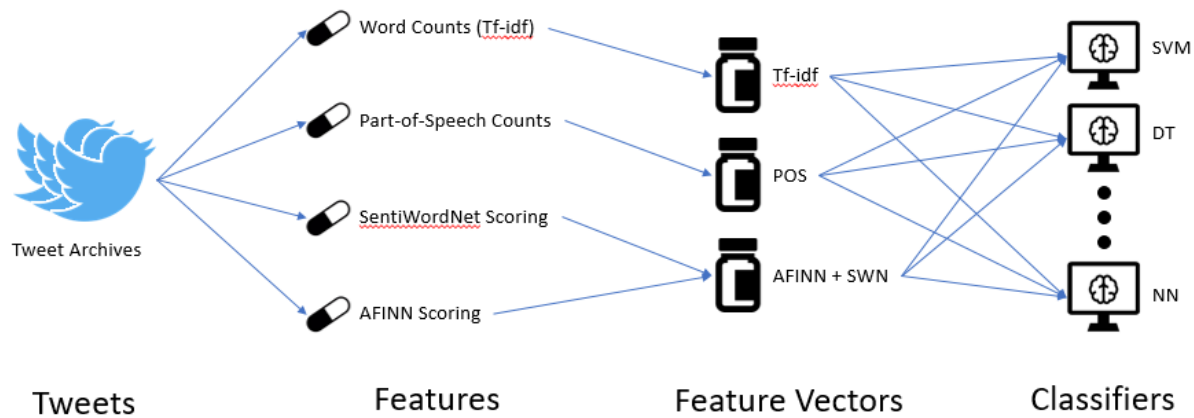 Tweet Archives
Word Counts (Tf-idf)
Part-of-Speech Counts
SentiWordNet Scoring
AFINN Scoring
Tf-idf
POS
AFINN + SWN
SVM
DT
NN
Tweets
Features
Feature Vectors
Classifiers